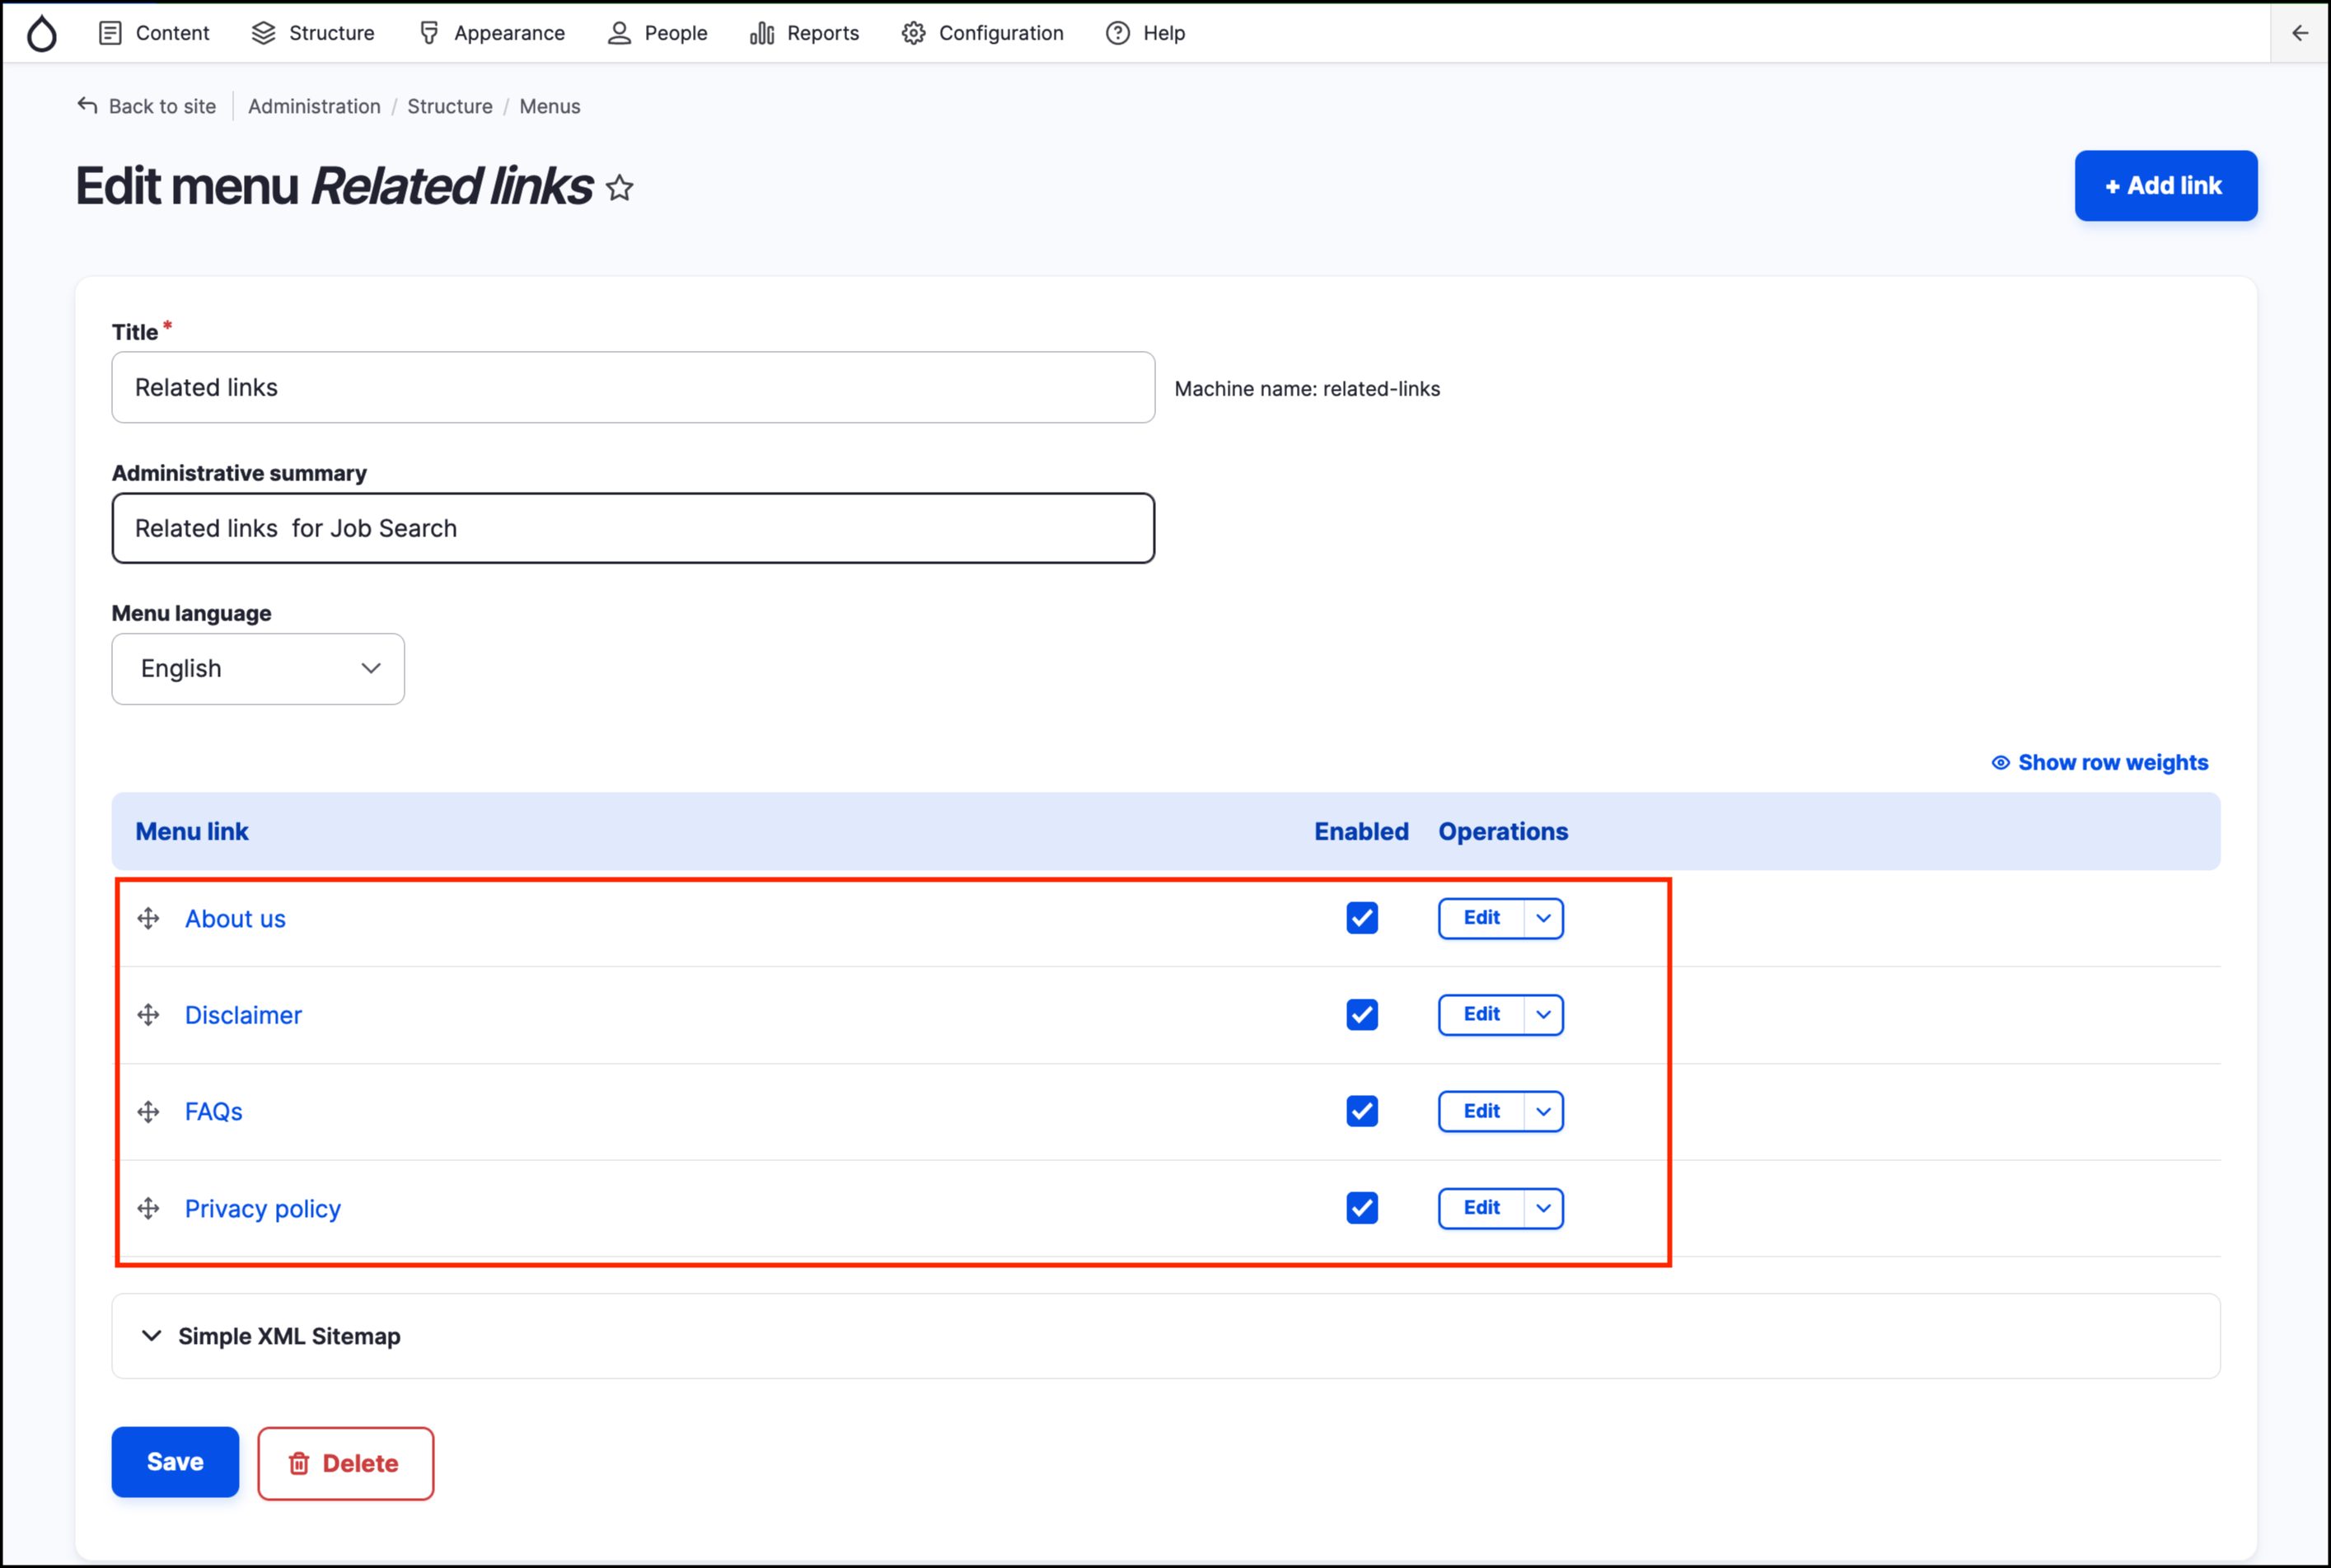 Content Structure Appearance People Reports Configuration Help
Back to site Administration / Structure / Menus
Edit menu Related links
+ Add link
Title *
Related links
Machine name: related-links
Administrative summary
Related links  for Job Search
Menu language
English
Show row weights
Menu link Enabled Operations
About us Edit
Disclaimer Edit
FAQs Edit
Privacy policy Edit
Simple XML Sitemap
Save Delete